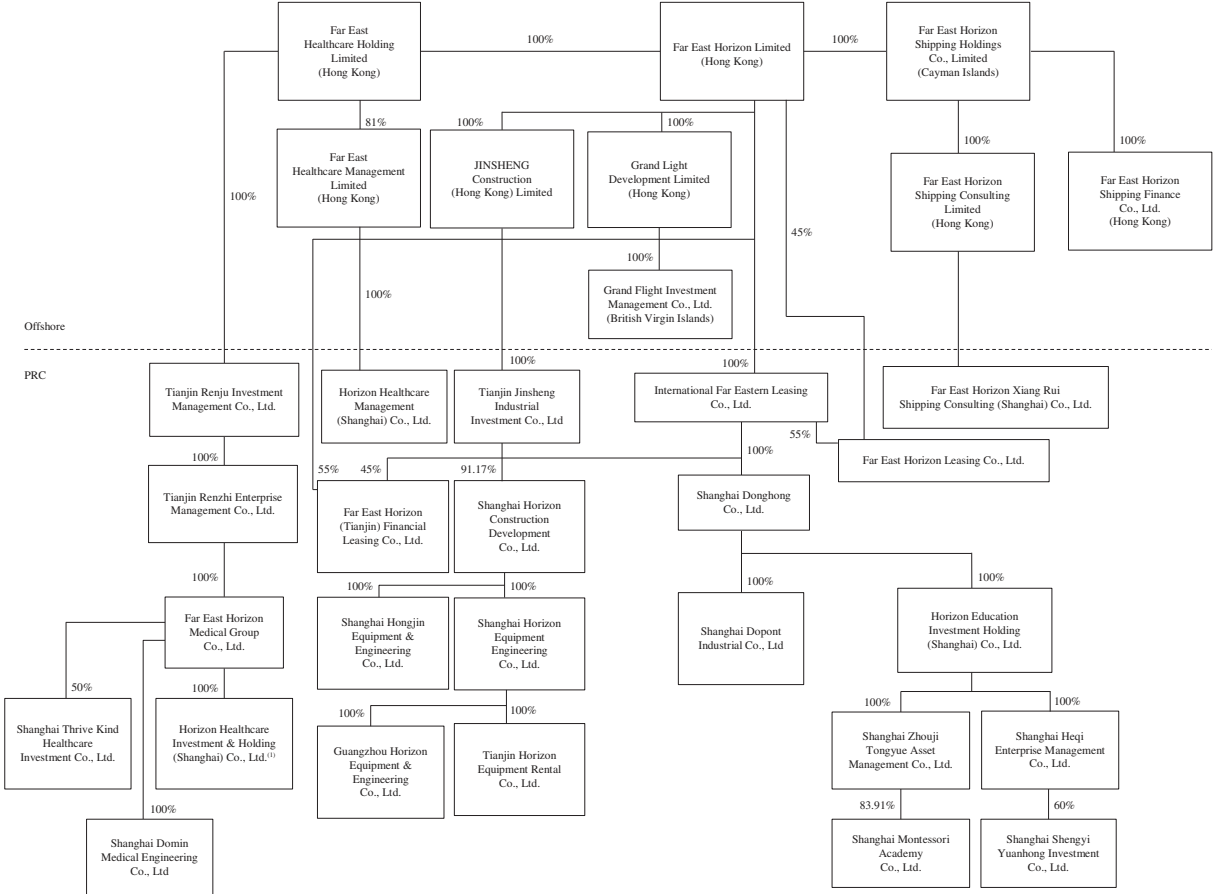 Far East
Healthcare Holding
Limited
(Hong Kong)
100%
Far East Horizon Limited
(Hong Kong)
100%
Far East Horizon
Shipping Holdings
Co., Limited
(Cayman Islands)
81%
100%
100%
100%
100%
Far East
Healthcare Management
Limited
(Hong Kong)
JINSHENG
Construction
(Hong Kong) Limited
Grand Light
Development Limited
(Hong Kong)
Far East Horizon
Shipping Consulting
Limited
(Hong Kong)
Far East Horizon
Shipping Finance
Co., Ltd.
(Hong Kong)
100%
45%
100%
Grand Flight Investment
Management Co., Ltd.
(British Virgin Islands)
100%
Offshore
PRC
100%
100%
Tianjin Renju Investment
Management Co., Ltd.
Horizon Healthcare
Management
(Shanghai) Co., Ltd.
Tianjin Jinsheng
Industrial
Investment Co., Ltd
International Far Eastern Leasing
Co., Ltd.
Far East Horizon Xiang Rui
Shipping Consulting (Shanghai) Co., Ltd.
55%
100%
Far East Horizon Leasing Co., Ltd.
100%
55%
45%
91.17%
Tianjin Renzhi Enterprise
Management Co., Ltd.
Far East Horizon
(Tianjin) Financial
Leasing Co., Ltd.
Shanghai Horizon
Construction
Development
Co., Ltd.
Shanghai Donghong
Co., Ltd.
100%
100%
100%
100%
100%
Far East Horizon
Medical Group
Co., Ltd.
Shanghai Hongjin
Equipment &
Engineering
Co., Ltd.
Shanghai Horizon
Equipment
Engineering
Co., Ltd.
Shanghai Dopont
Industrial Co., Ltd
Horizon Education
Investment Holding
(Shanghai) Co., Ltd.
50%
100%
100%
100%
100%
100%
Shanghai Thrive Kind
Healthcare
Investment Co., Ltd.
Horizon Healthcare
Investment & Holding
(Shanghai) Co., Ltd.(1)
Guangzhou Horizon
Equipment &
Engineering
Co., Ltd.
Tianjin Horizon
Equipment Rental
Co., Ltd.
Shanghai Zhouji
Tongyue Asset
Management Co., Ltd.
Shanghai Heqi
Enterprise Management
Co., Ltd.
100%
83.91%
60%
Shanghai Domin
Medical Engineering
Co., Ltd
Shanghai Montessori
Academy
Co., Ltd.
Shanghai Shengyi
Yuanhong Investment
Co., Ltd.